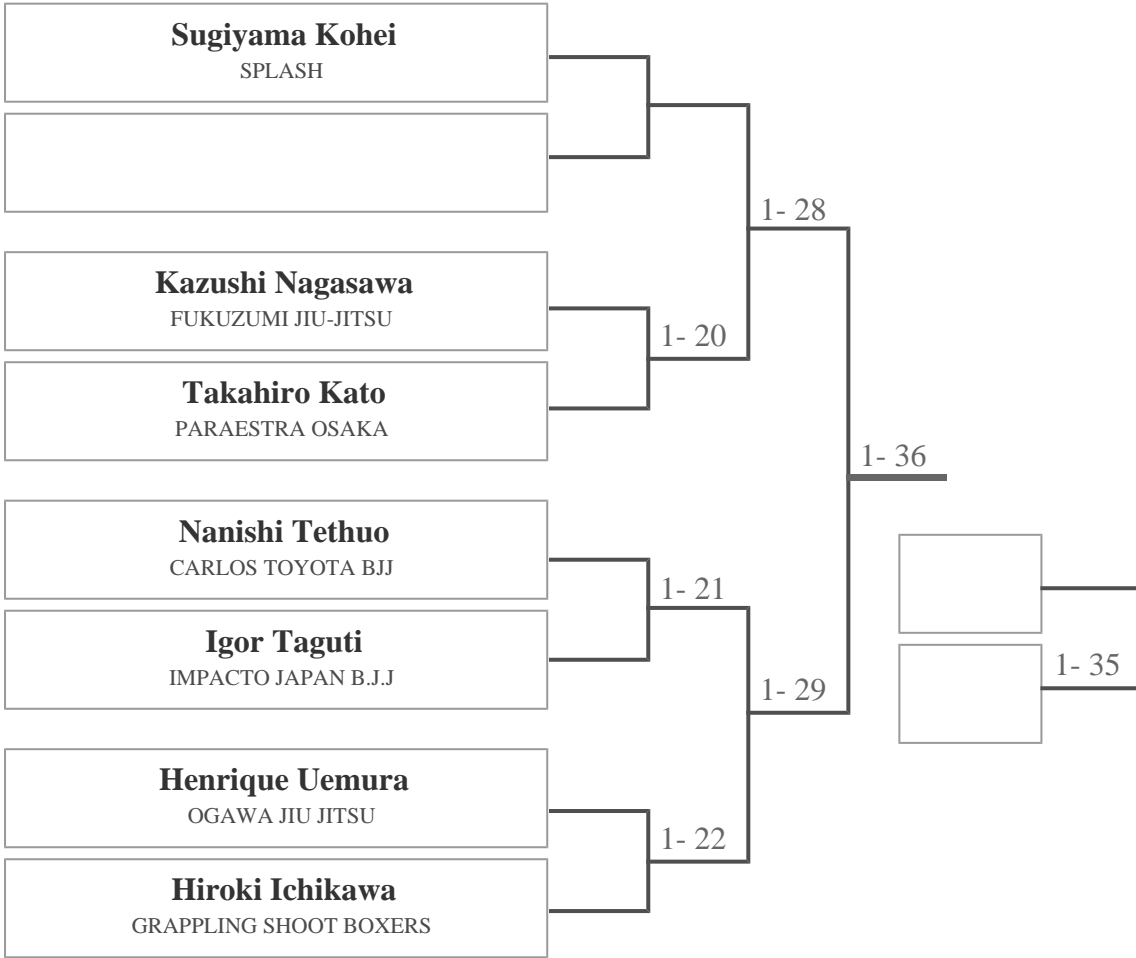 Sugiyama Kohei
SPLASH
1- 28
Kazushi Nagasawa
FUKUZUMI JIU-JITSU
1- 20
Takahiro Kato
PARAESTRA OSAKA
1- 36
Nanishi Tethuo
CARLOS TOYOTA BJJ
1- 21
Igor Taguti
IMPACTO JAPAN B.J.J
1- 35
1- 29
Henrique Uemura
OGAWA JIU JITSU
1- 22
Hiroki Ichikawa
GRAPPLING SHOOT BOXERS